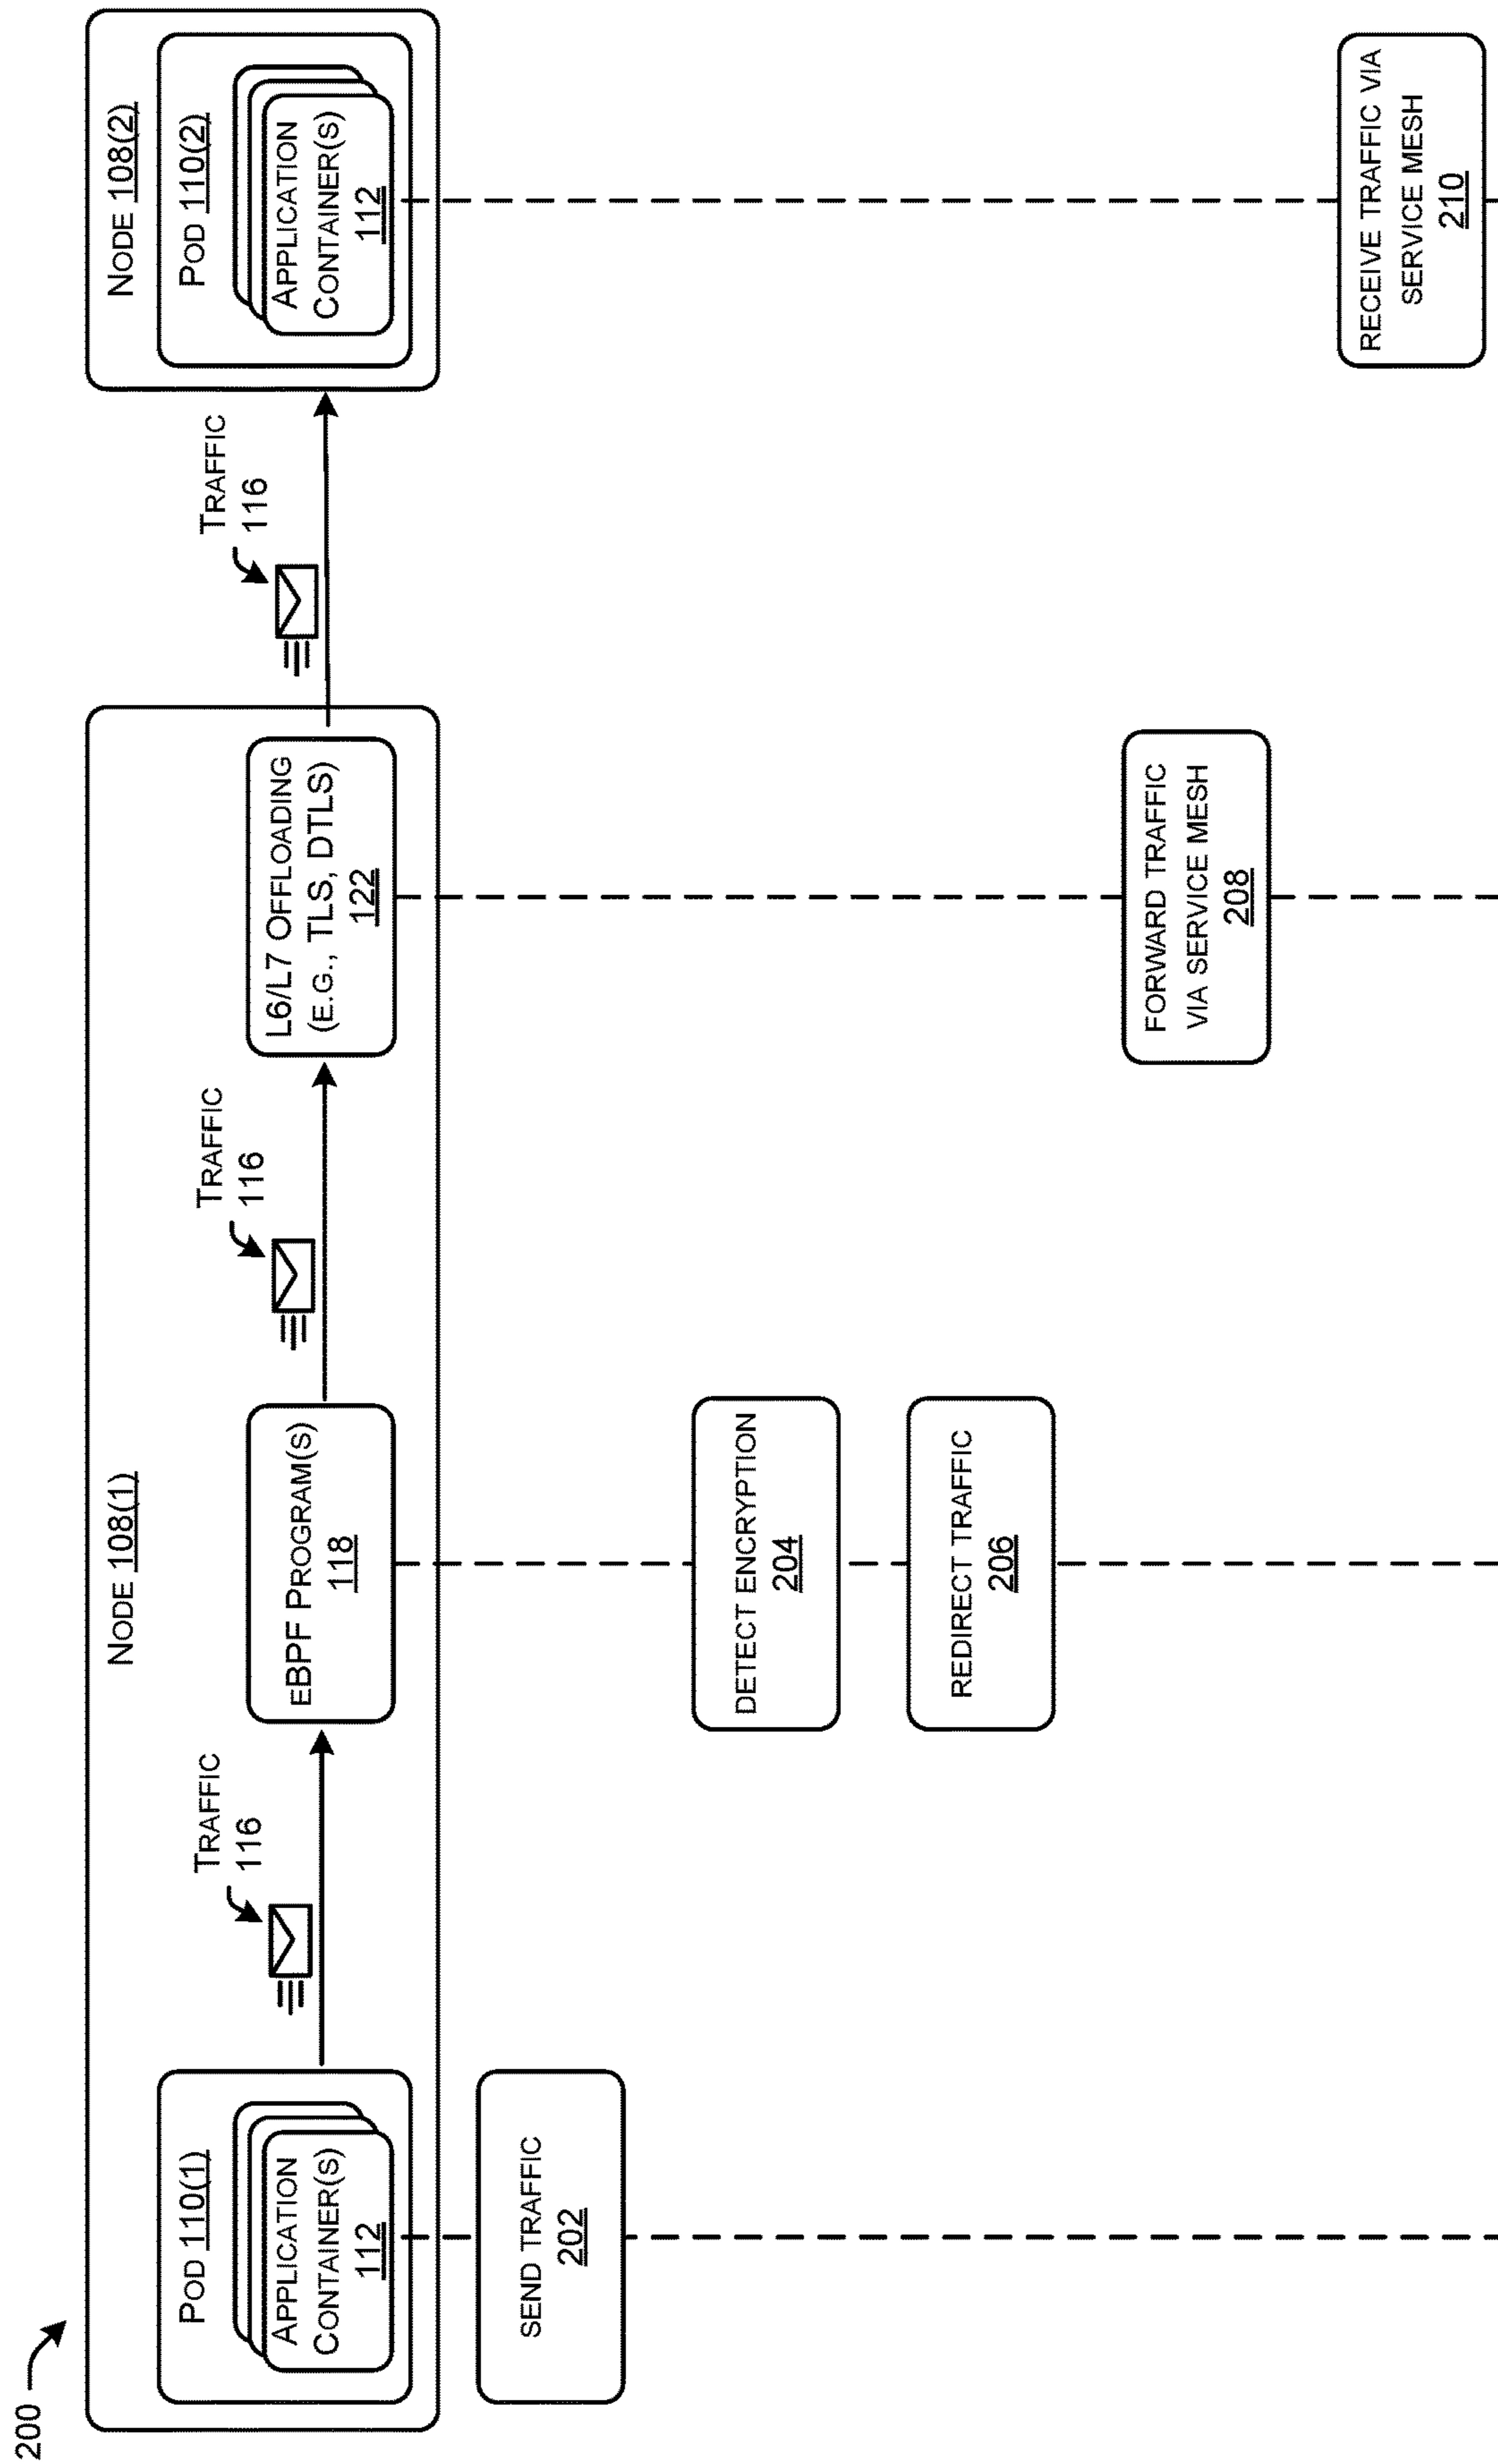 200
NODE 108(1)
POD 110(1)
APPLICATION
CONTAINER(S)
112
TRAFFIC
116
EBPF PROGRAM(S)
118
TRAFFIC
116
L6/L7 OFFLOADING
(E.G., TLS, DTLS)
122
TRAFFIC
116
NODE 108(2)
POD 110(2)
APPLICATION
CONTAINER(S)
112
SEND TRAFFIC
202
DETECT ENCRYPTION
204
REDIRECT TRAFFIC
206
FORWARD TRAFFIC
VIA SERVICE MESH
208
RECEIVE TRAFFIC VIA
SERVICE MESH
210